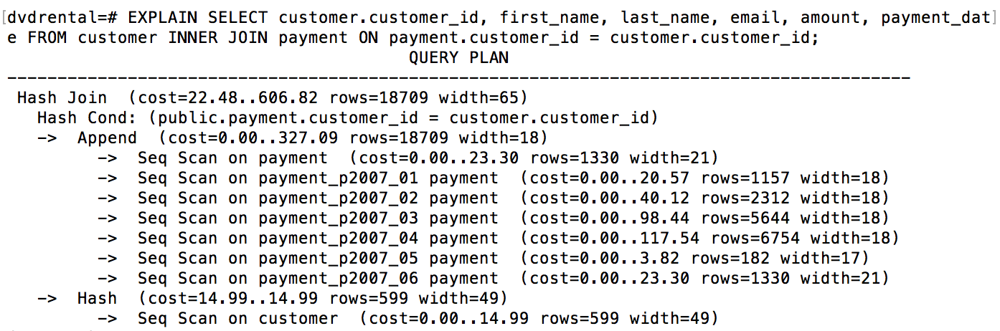 [dvdrental=# EXPLAIN SELECT customer.customer_id, first_name, last_name, email, amount, payment_dat]
e FROM customer INNER JOIN payment ON payment.customer_id = customer.customer_id;
QUERY PLAN
------------------------------------------------------------------------------------------
Hash Join  (cost=22.48..606.82 rows=18709 width=65)
  Hash Cond: (public.payment.customer_id = customer.customer_id)
  ->  Append  (cost=0.00..327.09 rows=18709 width=18)
        ->  Seq Scan on payment  (cost=0.00..23.30 rows=1330 width=21)
        ->  Seq Scan on payment_p2007_01 payment  (cost=0.00..20.57 rows=1157 width=18)
        ->  Seq Scan on payment_p2007_02 payment  (cost=0.00..40.12 rows=2312 width=18)
        ->  Seq Scan on payment_p2007_03 payment  (cost=0.00..98.44 rows=5644 width=18)
        ->  Seq Scan on payment_p2007_04 payment  (cost=0.00..117.54 rows=6754 width=18)
        ->  Seq Scan on payment_p2007_05 payment  (cost=0.00..3.82 rows=182 width=17)
        ->  Seq Scan on payment_p2007_06 payment  (cost=0.00..23.30 rows=1330 width=21)
  ->  Hash  (cost=14.99..14.99 rows=599 width=49)
        ->  Seq Scan on customer  (cost=0.00..14.99 rows=599 width=49)